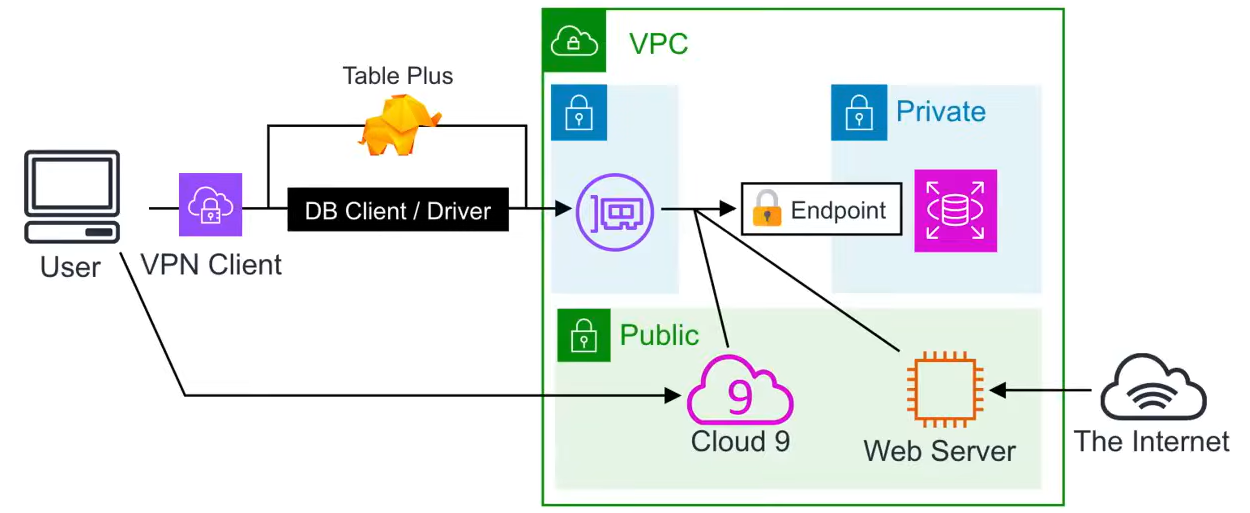 VPC
Table Plus
Private
DB Client / Driver
Endpoint
User
VPN Client
Public
9
Cloud 9
Web Server
The Internet